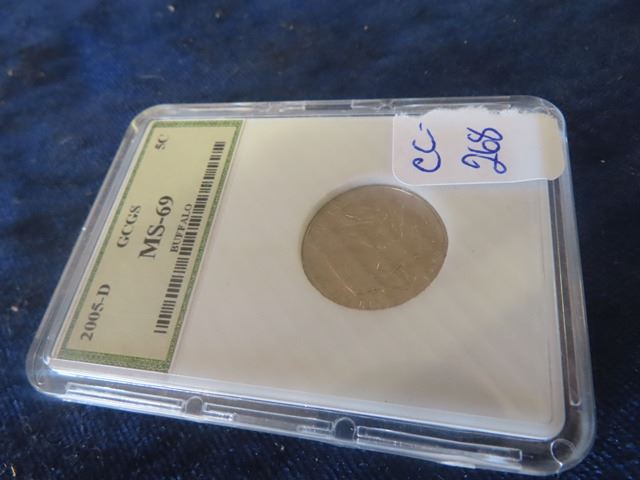 2005-D
GCGS
5C
MS-69
BUFFALO
CC-
268